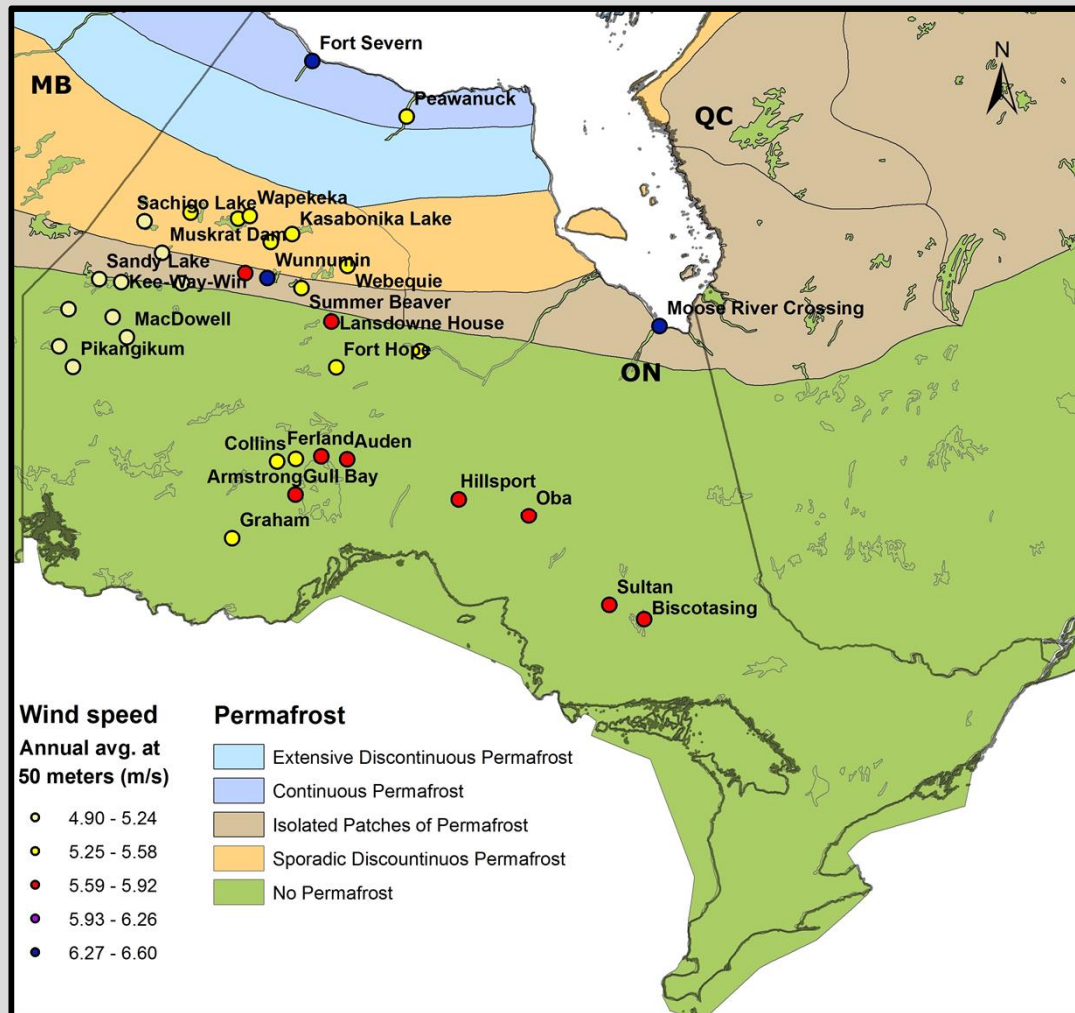 Fort Severn
N
MB
Peawanuck
QC
Sachigo Lake
Wapekeka
Kasabonika Lake
Muskrat Dam
Sandy Lake
Wunnumin
Webequie
Kee-Way-Win
Summer Beaver
Moose River Crossing
MacDowell
Lansdowne House
Pikangikum
Fort Hope
ON
Collins
Ferland
Auden
Armstrong
Gull Bay
Hillsport
Oba
Graham
Sultan
Biscotasing
Wind speed
Annual avg. at
50 meters (m/s)
4.90 - 5.24
5.25 - 5.58
5.59 - 5.92
5.93 - 6.26
6.27 - 6.60
Permafrost
Extensive Discontinuous Permafrost
Continuous Permafrost
Isolated Patches of Permafrost
Sporadic Discountinuos Permafrost
No Permafrost